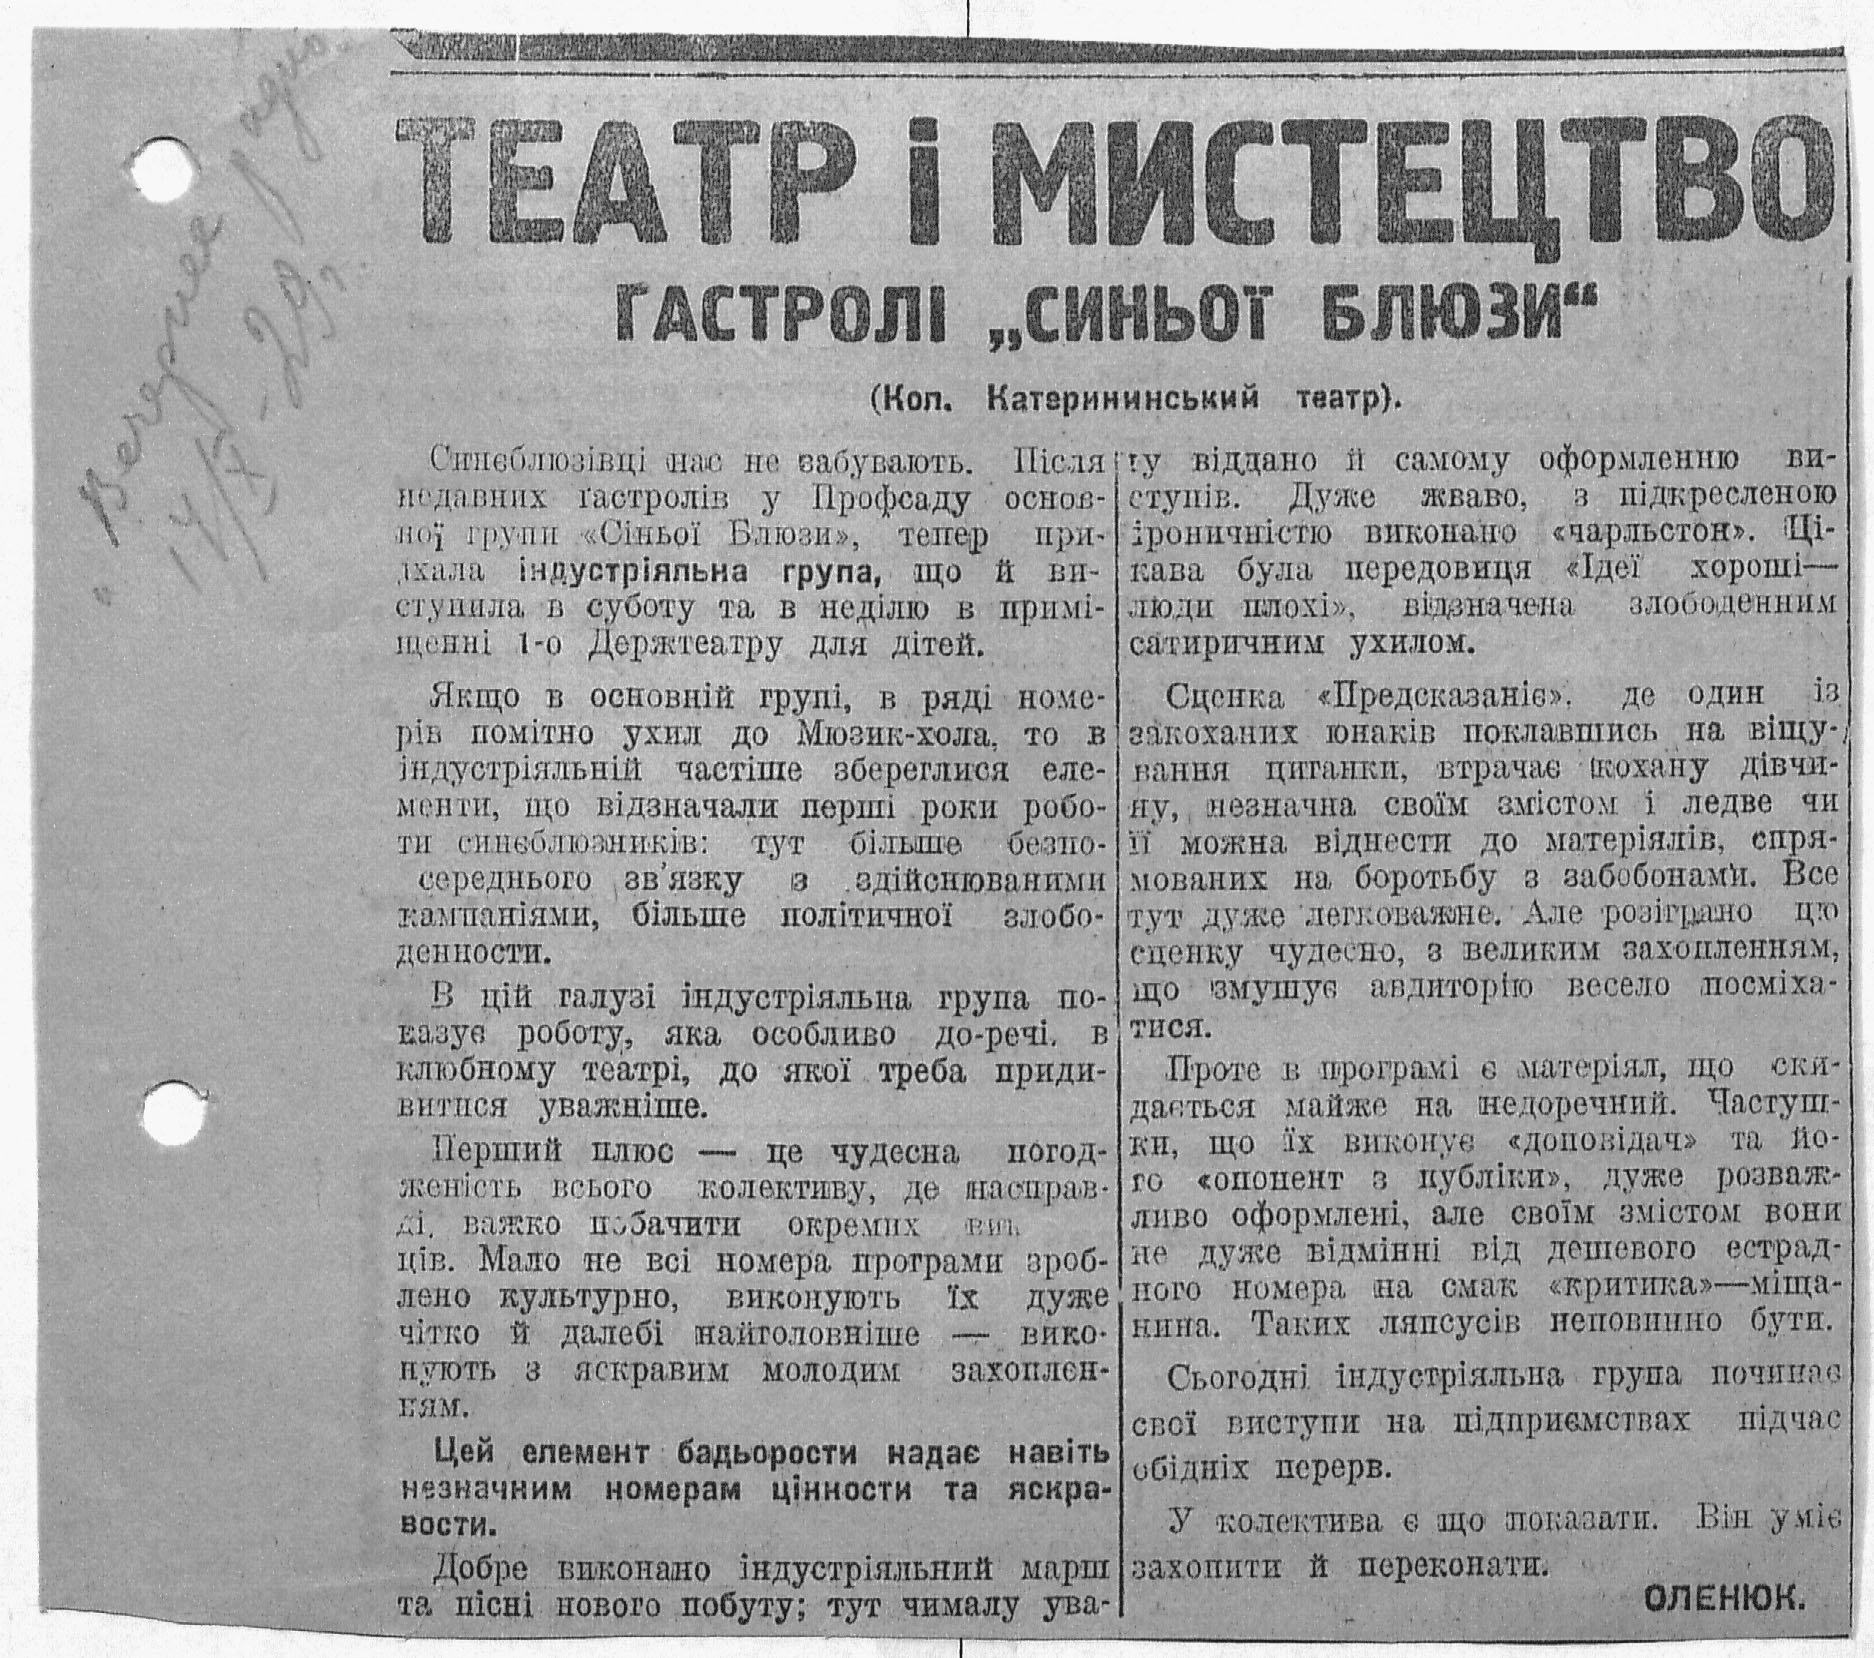 Вечернее радио
14/7, 29 г.
ТЕАТР і МИСТЕЦТВО
ГАСТРОЛІ „СИНЬОЇ БЛЮЗИ“
(Кол. Катерининський театр).
Синеблюзівці нас не забувають. Після
недавних гастролів у Профсаду основ-
ної групи «Сіньої Блюзи», тепер при-
їхала індустріяльна група, що й ви-
ступила в суботу та в неділю в примі-
щенні 1-о Держтеатру для дітей.
Якщо в основній групі, в ряді номе-
рів помітно ухил до Мюзик-хола, то в
індустріяльній частіше збереглися еле-
менти, що відзначали перші роки робо-
ти синеблюзників: тут більше безпо-
середнього зв'язку з здійснюваними
кампаніями, більше політичної злобо-
денности.
В цій галузі індустріяльна група по-
казує роботу, яка особливо до-речі, в
клюбному театрі, до якої треба приди-
витися уважніше.
Перший плюс — це чудесна погод-
женість всього колективу, де насправ-
ді, важко побачити окремих
ців. Мало не всі номера програми зроб-
лено культурно, виконують їх дуже
чітко й далебі найголовніше — вико-
нують з яскравим молодим захоплен-
ням.
Цей елемент бадьорости надає навіть
незначним номерам цінности та яскра-
вости.
Добре виконано індустріяльний марш
та пісні нового побуту; тут чималу ува-
гу віддано й самому оформленню ви-
ступів. Дуже жваво, з підкресленою
іроничністю виконано «чарльстон». Ці-
кава була передовиця «Ідеї хороші—
люди плохі», відзначена злободенним
сатиричним ухилом.
Сценка «Предсказаніє», де один із
закоханих юнаків поклавшись на віщу-
вання циганки, втрачає кохану дівчи-
ну, незначна своїм змістом і ледве чи
її можна віднести до матеріялів, спря-
мованих на боротьбу з забобонами. Все
тут дуже легковажне. Але розіграно цю
сценку чудесно, з великим захопленням,
що змушує авдиторію весело посміха-
тися.
Проте в програмі є матеріял, що ски-
дається майже на недоречний. Частуш-
ки, що їх виконує «доповідач» та йо-
го «опонент з публіки», дуже розваж-
ливо оформлені, але своїм змістом вони
не дуже відмінні від дешевого естрад-
ного номера на смак «критика»—міща-
нина. Таких ляпсусів неповинно бути.
Сьогодні індустріяльна група починає
свої виступи на підприємствах підчас
обідніх перерв.
У колектива є що показати. Він уміє
захопити й переконати.
ОЛЕНЮК.